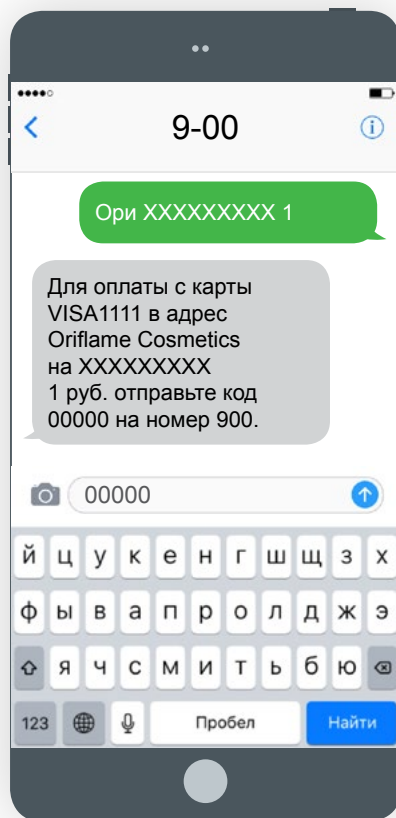 9-00
Ори XXXXXXXXX 1
Для оплаты с карты
VISA1111 в адрес
Oriflame Cosmetics
на XXXXXXXXX
1 руб. отправьте код
00000 на номер 900.
00000
й ц у к е н г ш щ з х
ф ы в а п р о л д ж э
я ч с м и т ь б ю
123 Пробел Найти